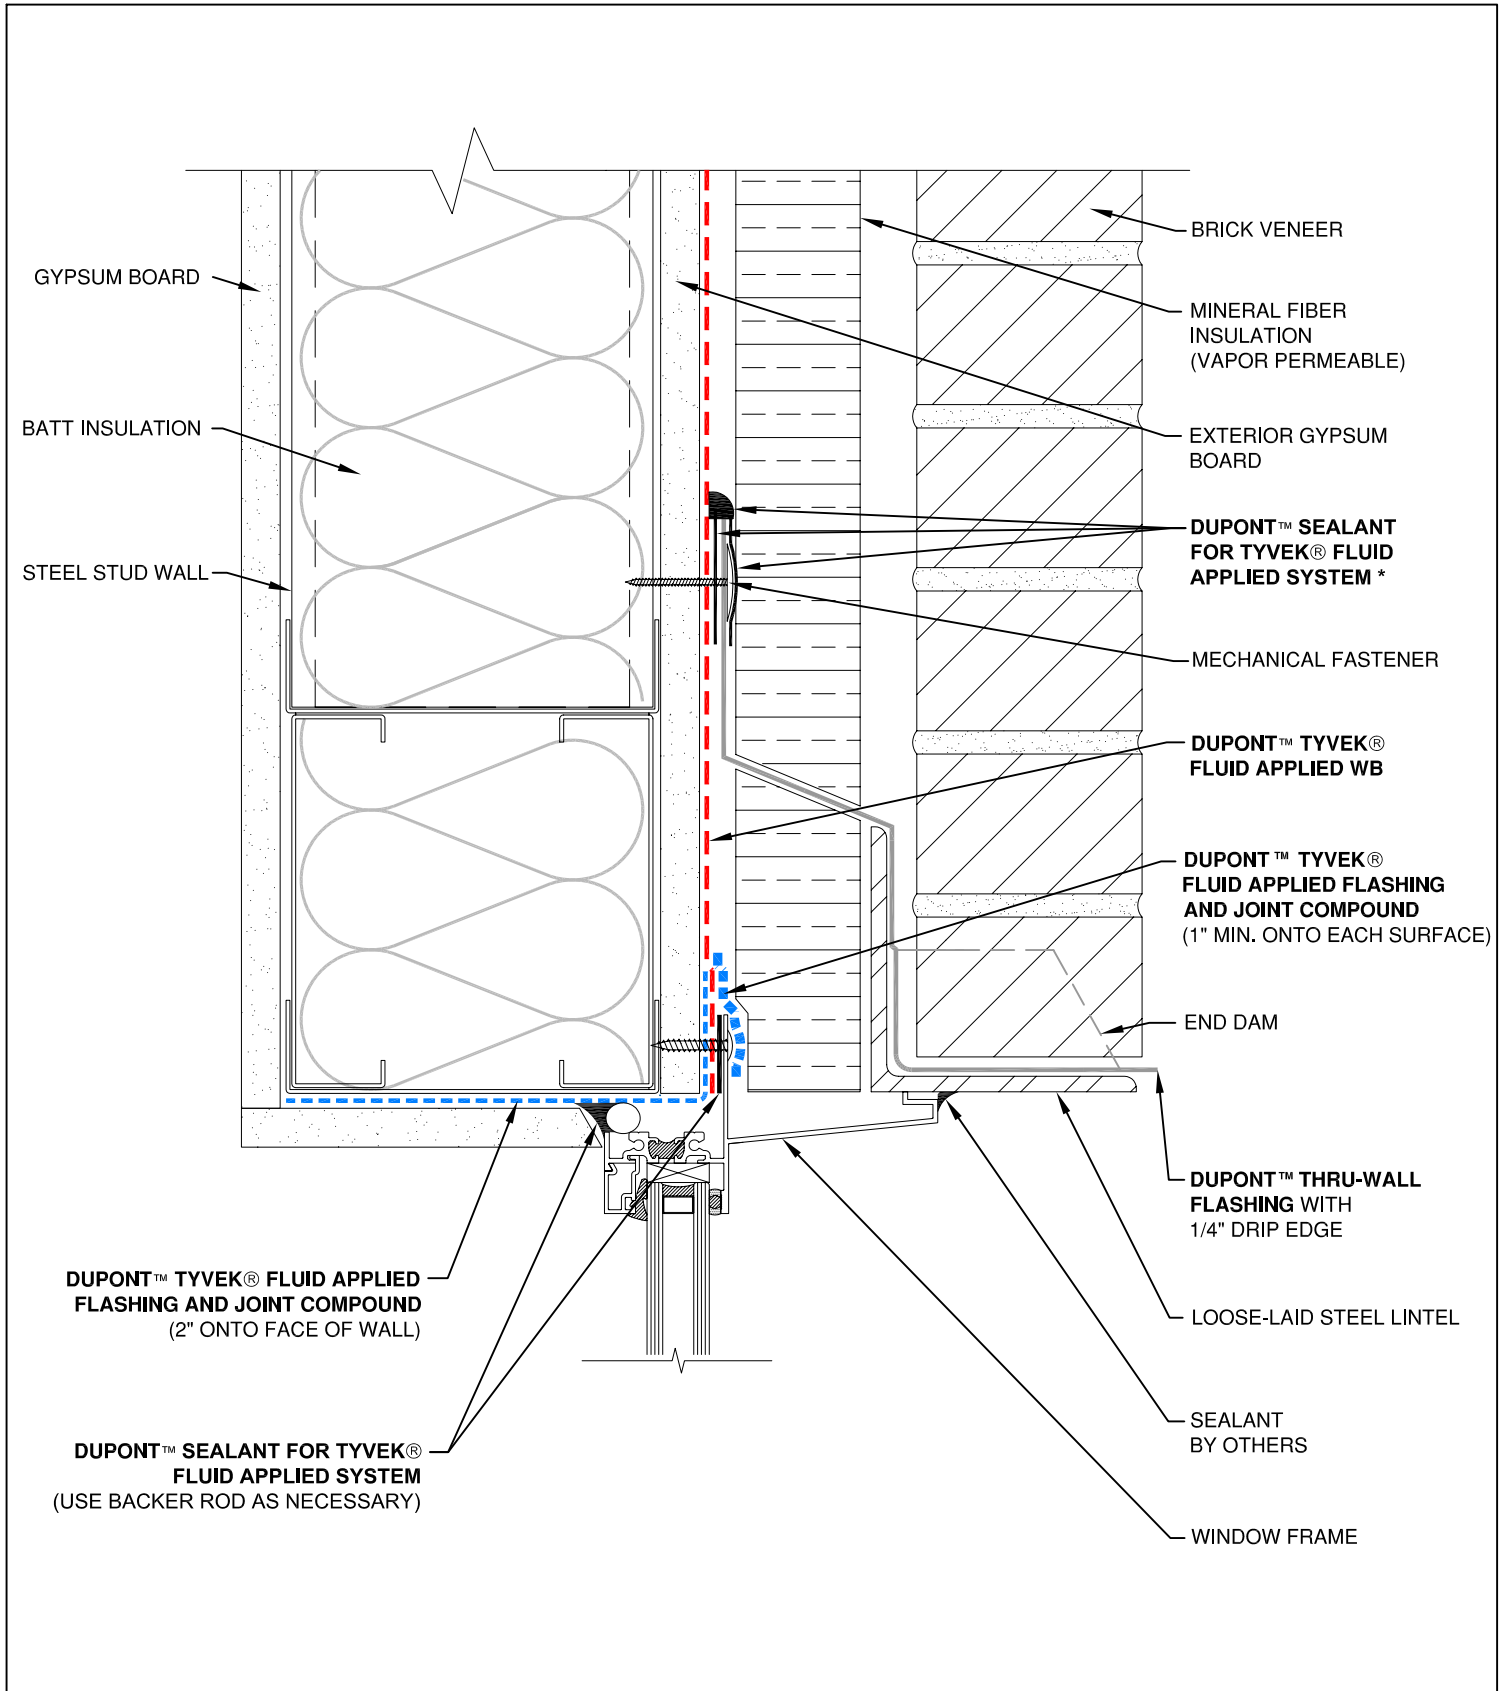 GYPSUM BOARD
BATT INSULATION
STEEL STUD WALL
DUPONT™ TYVEK® FLUID APPLIED
FLASHING AND JOINT COMPOUND
(2" ONTO FACE OF WALL)
DUPONT™ SEALANT FOR TYVEK®
FLUID APPLIED SYSTEM
(USE BACKER ROD AS NECESSARY)
BRICK VENEER
MINERAL FIBER
INSULATION
(VAPOR PERMEABLE)
EXTERIOR GYPSUM
BOARD
DUPONT™ SEALANT
FOR TYVEK® FLUID
APPLIED SYSTEM *
MECHANICAL FASTENER
DUPONT™ TYVEK®
FLUID APPLIED WB
DUPONT™ TYVEK®
FLUID APPLIED FLASHING
AND JOINT COMPOUND
(1" MIN. ONTO EACH SURFACE)
END DAM
DUPONT™ THRU-WALL
FLASHING WITH
1/4" DRIP EDGE
LOOSE-LAID STEEL LINTEL
SEALANT
BY OTHERS
WINDOW FRAME